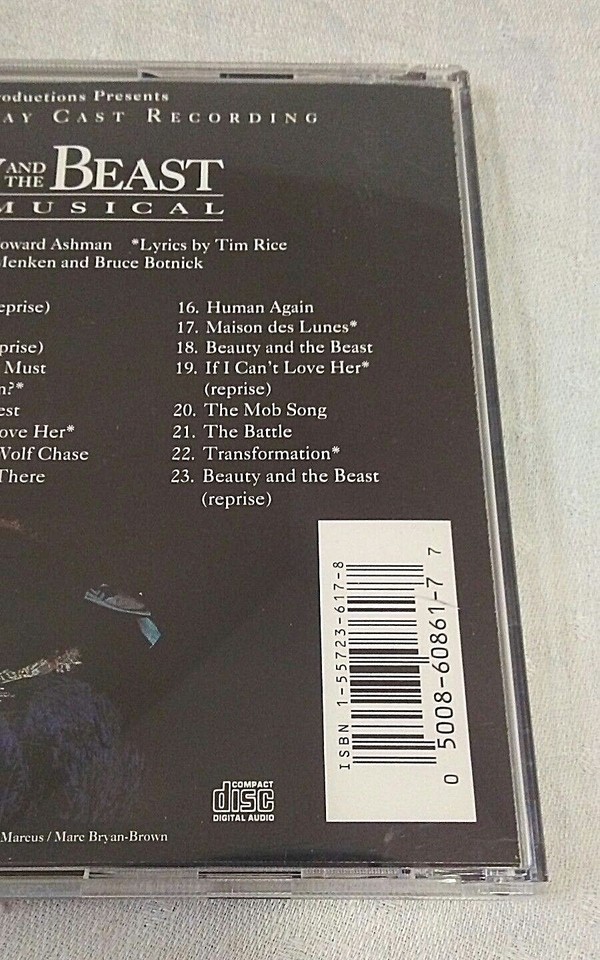 roductions Presents
AY CAST RECORDING
AND THE BEAST
MUSICAL
oward Ashman *Lyrics by Tim Rice
Menken and Bruce Botnick
eprise)
prise)
Must
n?*
est
ove Her*
Wolf Chase
There
16. Human Again
17. Maison des Lunes*
18. Beauty and the Beast
19. If I Can't Love Her*
(reprise)
20. The Mob Song
21. The Battle
22. Transformation*
23. Beauty and the Beast
(reprise)
ISBN 1-55723-617-8
0 5008-60861-7 7
COMPACT
disc
DIGITAL AUDIO
Marcus / Marc Bryan-Brown